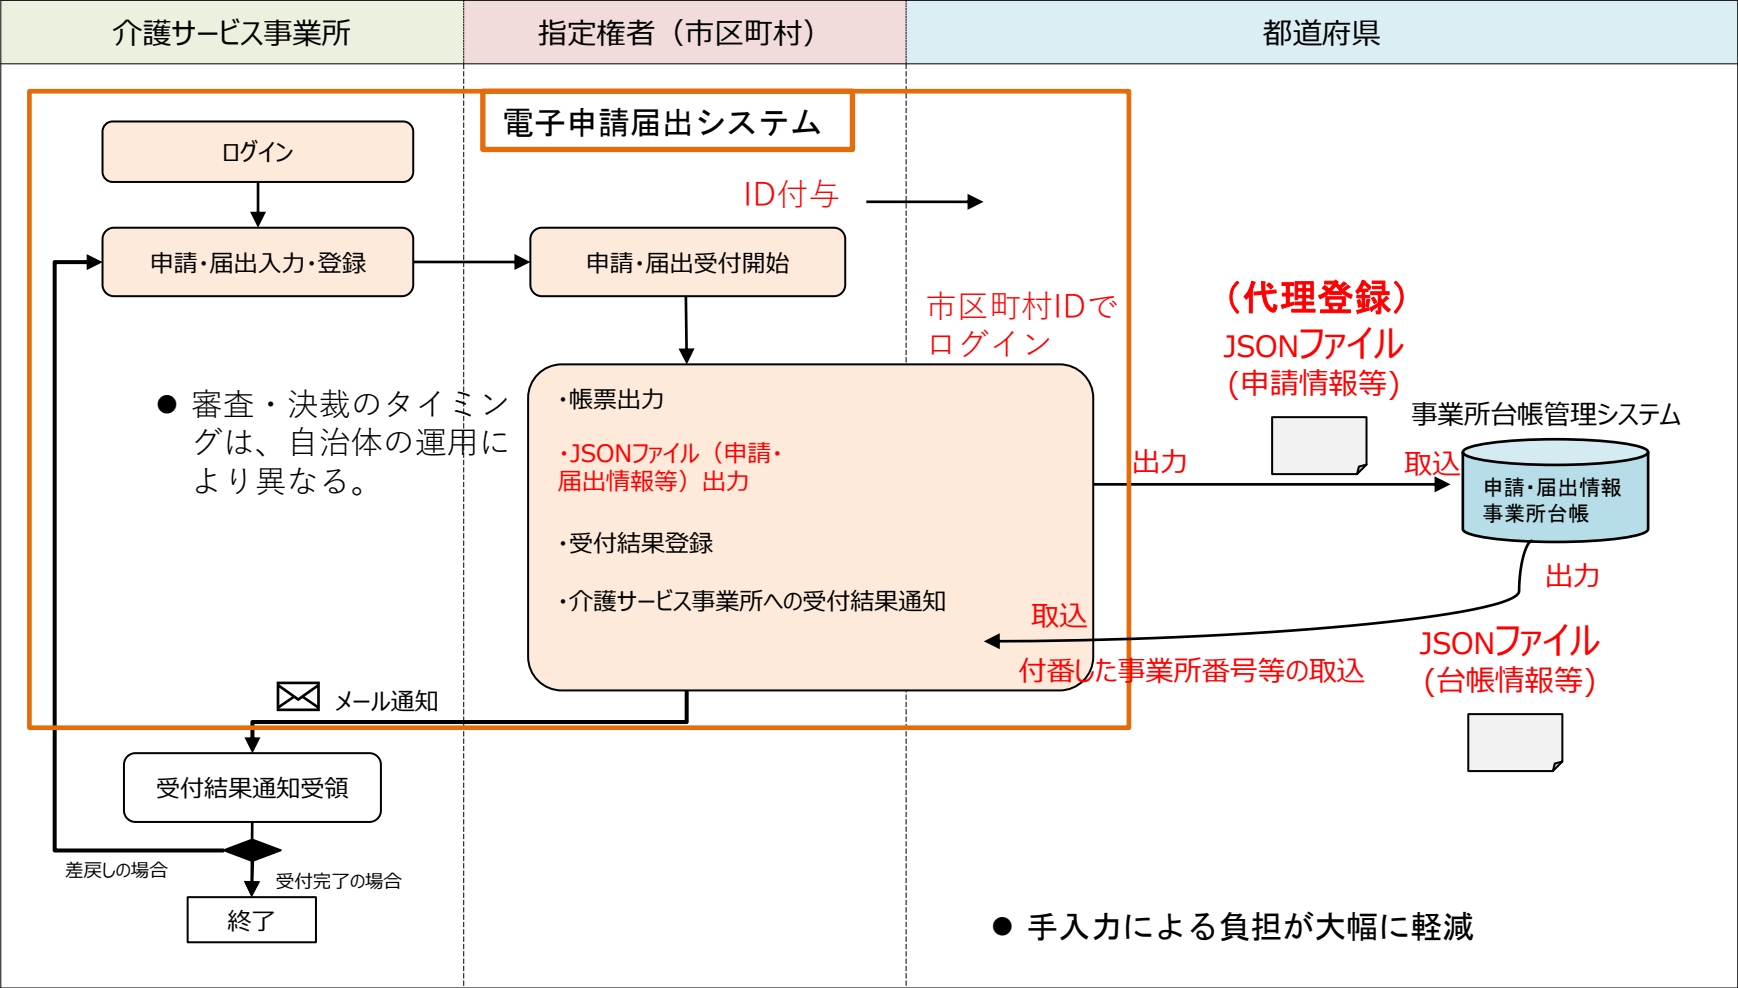 介護サービス事業所
指定権者（市区町村）
都道府県
電子申請届出システム
ログイン
ID付与
申請・届出入力・登録
申請・届出受付開始
市区町村IDで
ログイン
（代理登録）
JSONファイル
(申請情報等)
● 審査・決裁のタイミン
グは、自治体の運用に
より異なる。
・帳票出力
・JSONファイル（申請・
届出情報等）出力
・受付結果登録
・介護サービス事業所への受付結果通知
出力
取込
事業所台帳管理システム
申請・届出情報
事業所台帳
出力
取込
付番した事業所番号等の取込
JSONファイル
(台帳情報等)
メール通知
受付結果通知受領
差戻しの場合
受付完了の場合
終了
● 手入力による負担が大幅に軽減